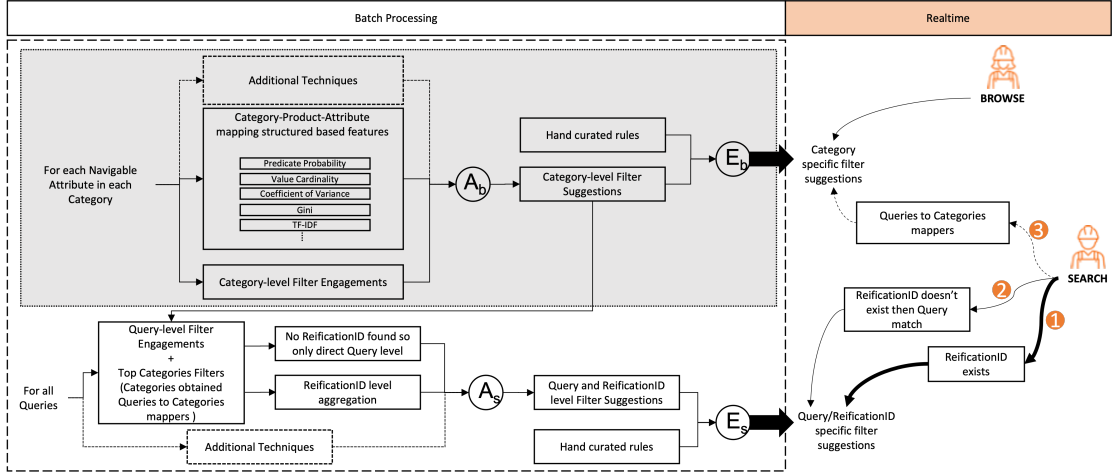 Batch Processing
Realtime
Additional Techniques
Category-Product-Attribute
mapping structured based features
Predicate Probability
Value Cardinality
Coefficient of Variance
Gini
TF-IDF
For each Navigable
Attribute in each
Category
Category-level Filter Engagements
A_b
Hand curated rules
Category-level Filter
Suggestions
E_b
BROWSE
Category
specific filter
suggestions
Queries to Categories
mappers
3
SEARCH
2
ReificationID doesn't
exist then Query
match
1
ReificationID
exists
Query/ReificationID
specific filter
suggestions
For all
Queries
Query-level Filter
Engagements
+
Top Categories Filters
(Categories obtained
Queries to Categories
mappers )
No ReificationID found so
only direct Query level
ReificationID level
aggregation
Additional Techniques
A_s
Query and ReificationID
level Filter Suggestions
Hand curated rules
E_s